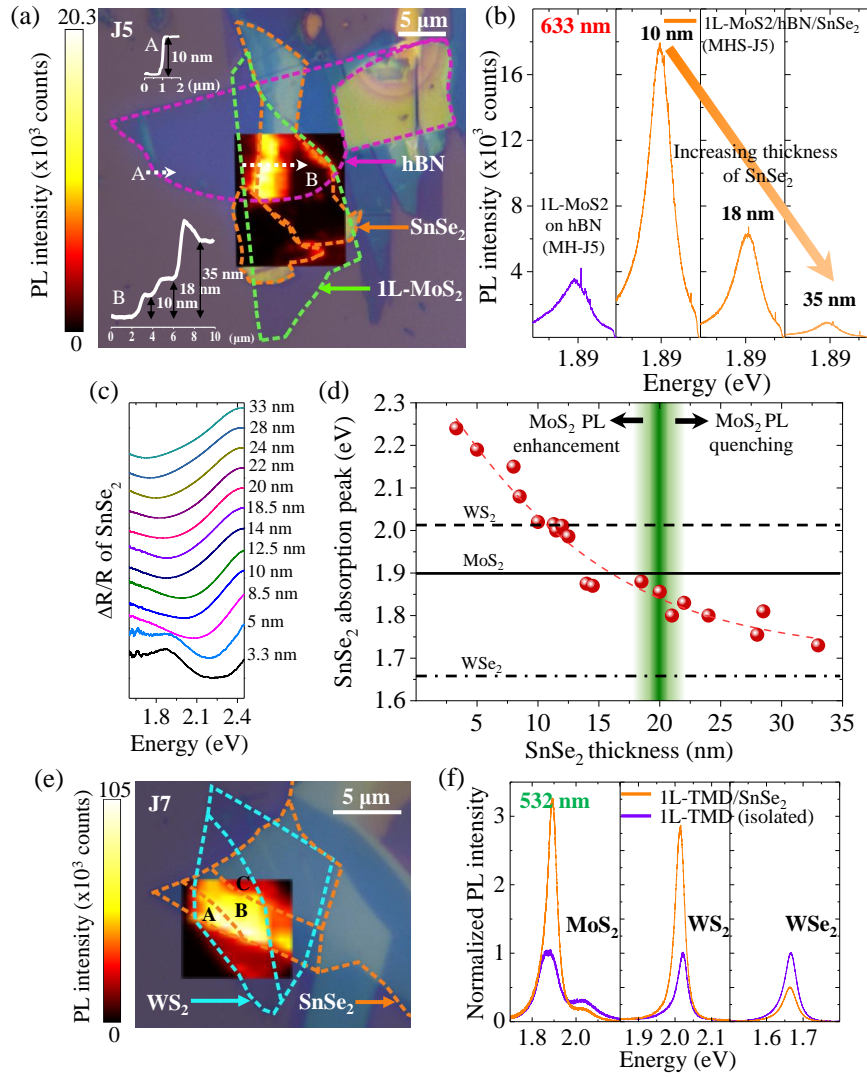 (a)
20.3
PL intensity (x10³ counts)
0
J5
5 µm
A
10 nm
0 1 2
[µm]
A
B
hBN
SnSe₂
1L-MoS₂
B
10 nm
18 nm
35 nm
0 2 4 6 (µm) 10
(b)
633 nm
10 nm
1L-MoS2/hBN/SnSe₂
(MHS-J5)
PL intensity (x10³ counts)
16
12
8
4
Increasing thickness
of SnSe₂
1L-MoS2
on hBN
(MH-J5)
18 nm
35 nm
1.89 1.89 1.89 1.89
Energy (eV)
(c)
ΔR/R of SnSe₂
33 nm
28 nm
24 nm
22 nm
20 nm
18.5 nm
14 nm
12.5 nm
10 nm
8.5 nm
5 nm
3.3 nm
1.8 2.1 2.4
Energy (eV)
(d)
SnSe₂ absorption peak (eV)
2.3
2.2
2.1
2.0
1.9
1.8
1.7
1.6
MoS₂ PL
enhancement
MoS₂ PL
quenching
WS₂
MoS₂
WSe₂
5 10 15 20 25 30 35
SnSe₂ thickness (nm)
(e)
105
PL intensity (x10³ counts)
0
J7
5 µm
C
A
B
WS₂
SnSe₂
(f)
532 nm
1L-TMD/SnSe₂
1L-TMD (isolated)
Normalized PL intensity
3
2
1
0
MoS₂
WS₂
WSe₂
1.8 2.0 1.9 2.0 2.1 1.6 1.7
Energy (eV)